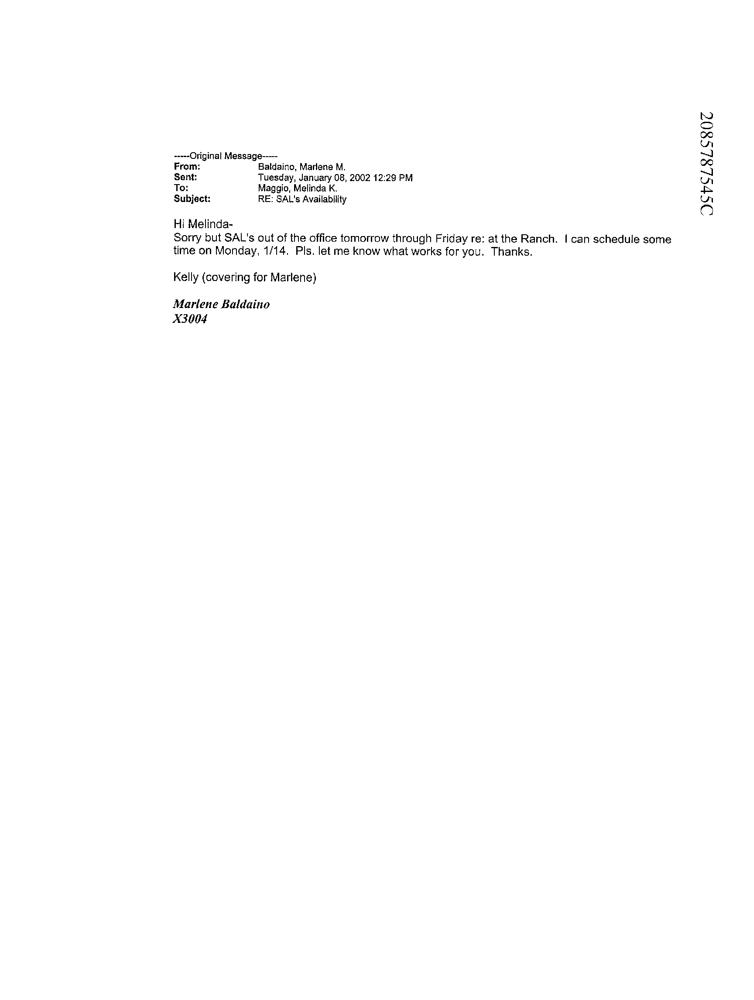 -----Original Message-----
From: Baldaino, Marlene M.
Sent: Tuesday, January 08, 2002 12:29 PM
To: Maggio, Melinda K.
Subject: RE: SAL's Availability
Hi Melinda-
Sorry but SAL's out of the office tomorrow through Friday re: at the Ranch. I can schedule some
time on Monday, 1/14. Pls. let me know what works for you. Thanks.
Kelly (covering for Marlene)
Marlene Baldaino
X3004
2085787545C